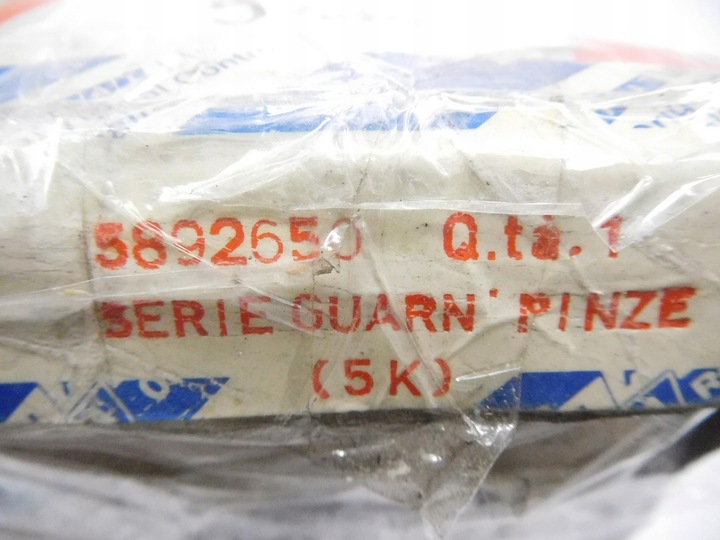 5892650 Q.tà. 1
SERIE GUARN' PINZE
(5K)